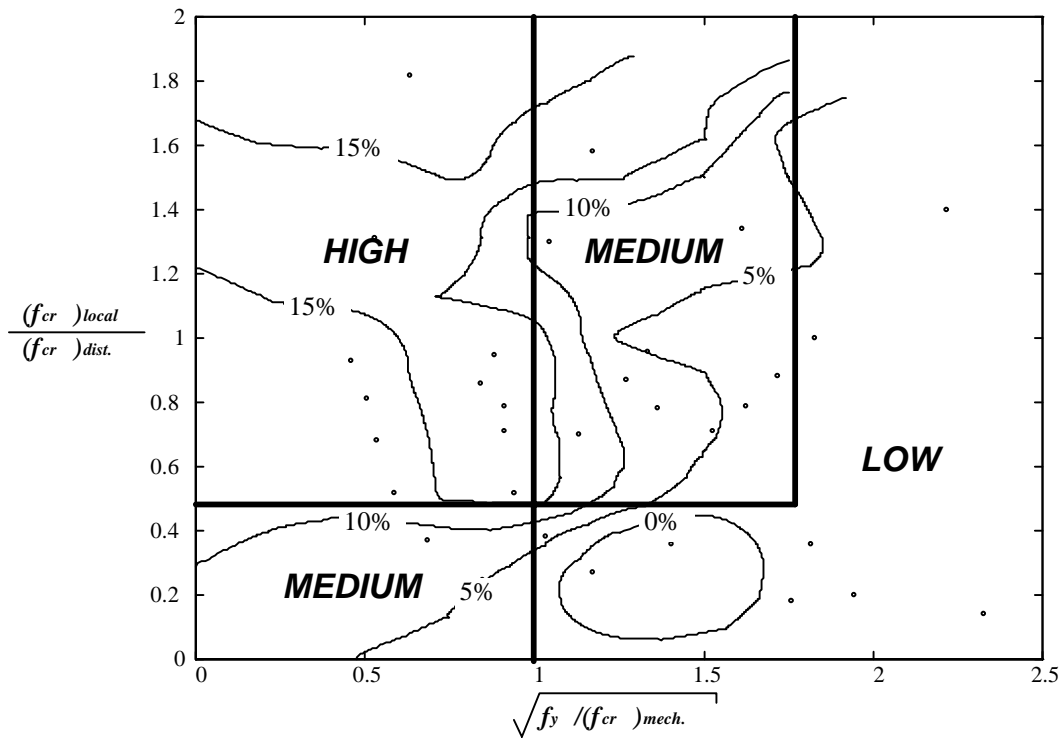 2
1.8
1.6
15%
1.4
10%
HIGH
MEDIUM
1.2
5%
15%
(fcr )local
(fcr )dist.
1
0.8
0.6
LOW
10%
0%
0.4
MEDIUM
5%
0.2
0
0 0.5 1 1.5 2 2.5
√ fy /(fcr )mech.